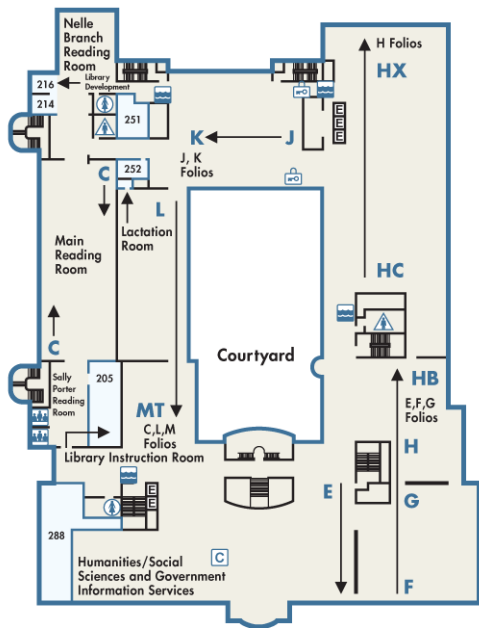 Nelle
Branch
Reading
Room
H Folios
HX
216
Library
Development
214
251
E
E
E
K
J
J, K
Folios
252
C
L
Lactation
Room
Main
Reading
Room
HC
C
Courtyard
205
Sally
Porter
Reading
Room
HB
E,F,G
Folios
MT
C,L,M
Folios
H
Library Instruction Room
E
E
E
G
288
C
Humanities/Social
Sciences and Government
Information Services
F